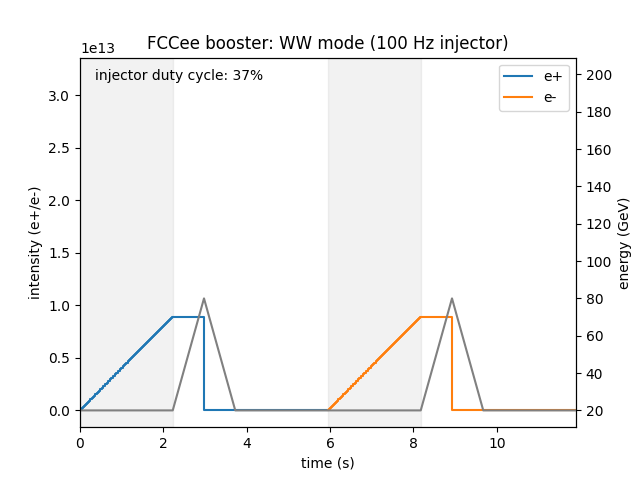 FCCee booster: WW mode (100 Hz injector)
1e13
injector duty cycle: 37%
e+
e-
3.0
2.5
2.0
1.5
1.0
0.5
0.0
intensity (e+/e-)
200
180
160
140
120
100
80
60
40
20
energy (GeV)
0 2 4 6 8 10
time (s)